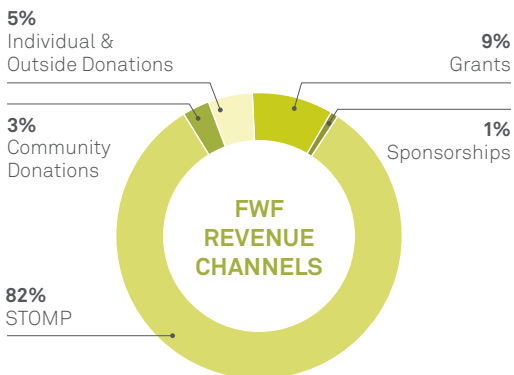 5%
Individual &
Outside Donations
9%
Grants
3%
Community
Donations
1%
Sponsorships
FWF
REVENUE
CHANNELS
82%
STOMP